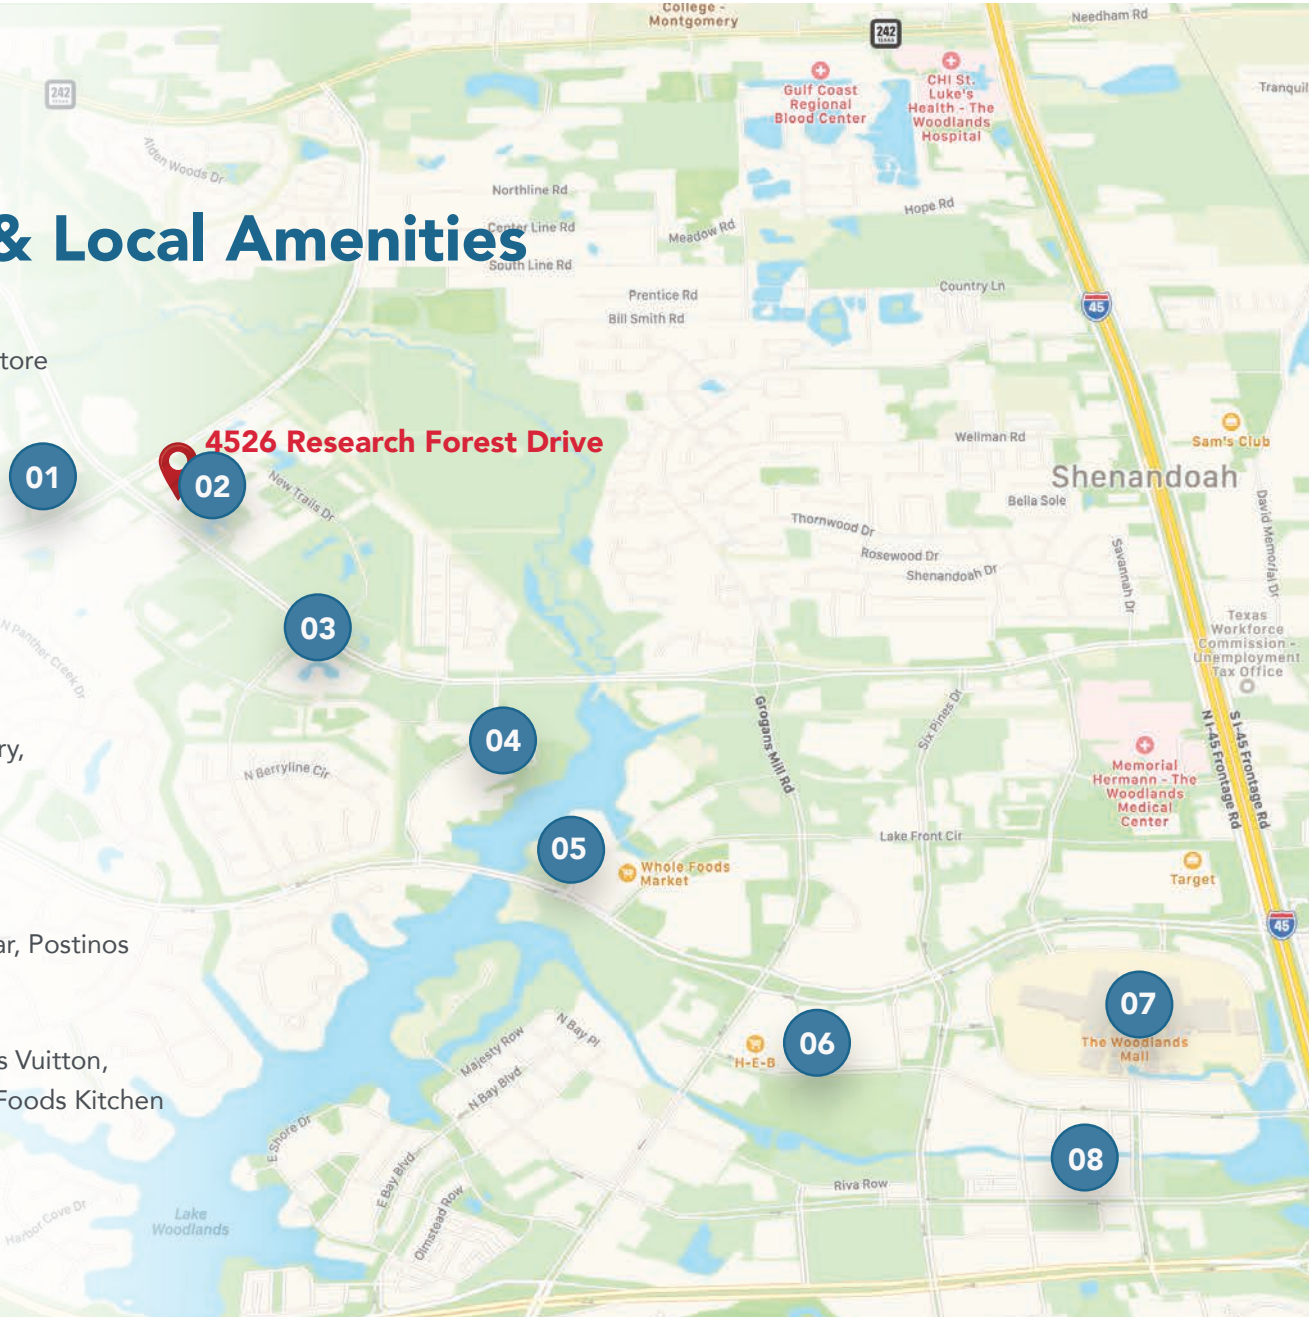 College -
Montgomery
Needham Rd
242
TEXAS
242
TEXAS
CHI St.
Luke's
Health - The
Woodlands
Hospital
Gulf Coast
Regional
Blood Center
Tranquil
Alden Woods Dr
Northline Rd
Hope Rd
& Local Amenities
Center Line Rd
Meadow Rd
South Line Rd
Country Ln
Prentice Rd
45
Bill Smith Rd
tore
4526 Research Forest Drive
Wellman Rd
Sam's Club
01
02
Shenandoah
New Trails Dr
Bella Sole
David Memorial Dr
Thornwood Dr
Rosewood Dr
Shenandoah Dr
Savannah Dr
03
N Panther Creek Dr
Texas
Workforce
Commission -
Unemployment
Tax Office
Grogans Mill Rd
Six Pines Dr
N I-45 Frontage Rd
S I-45 Frontage Rd
04
ry,
N Berryline Cir
Memorial
Hermann - The
Woodlands
Medical
Center
Lake Front Cir
05
Whole Foods
Market
Target
45
ar, Postinos
07
The Woodlands
Mall
06
H-E-B
N Bay Pl
Majesty Row
s Vuitton,
N Bay Blvd
Foods Kitchen
E Shore Dr
08
E Bay Blvd
Riva Row
Olmstead Row
Harbor Cove Dr
Lake
Woodlands